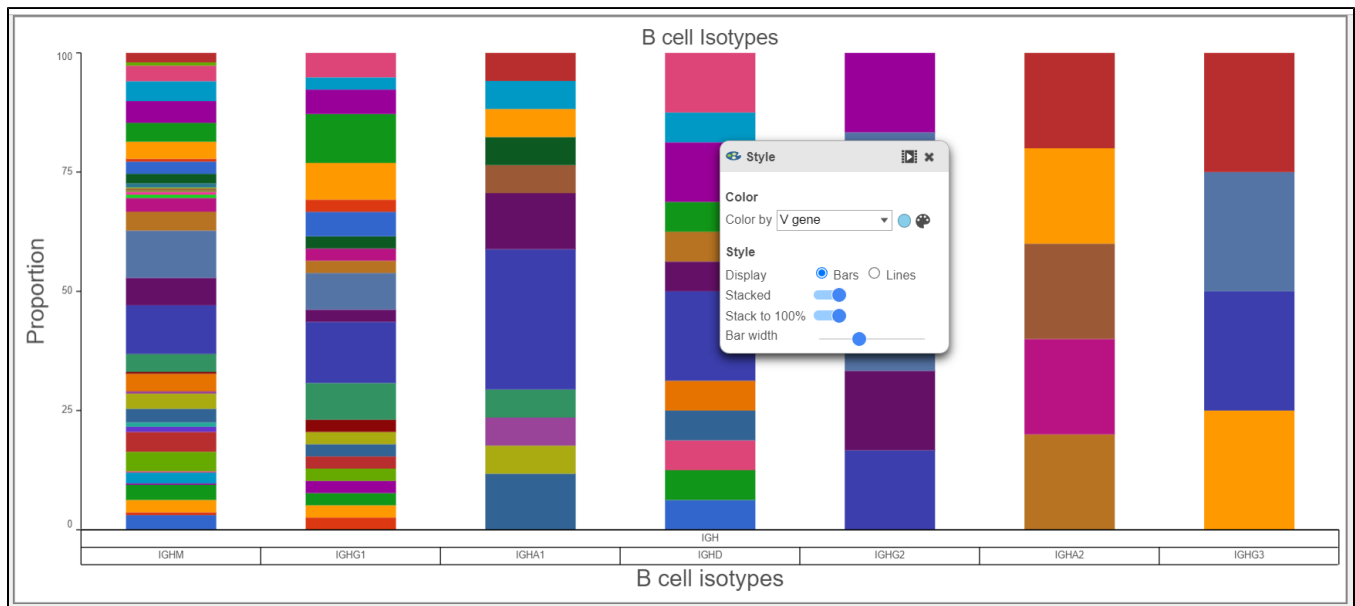 B cell Isotypes
100
75
50
25
0
Proportion
Style
Color
Color by V gene
Style
Display Bars Lines
Stacked
Stack to 100%
Bar width
IGH
IGHM IGHG1 IGHA1 IGHD IGHG2 IGHA2 IGHG3
B cell isotypes